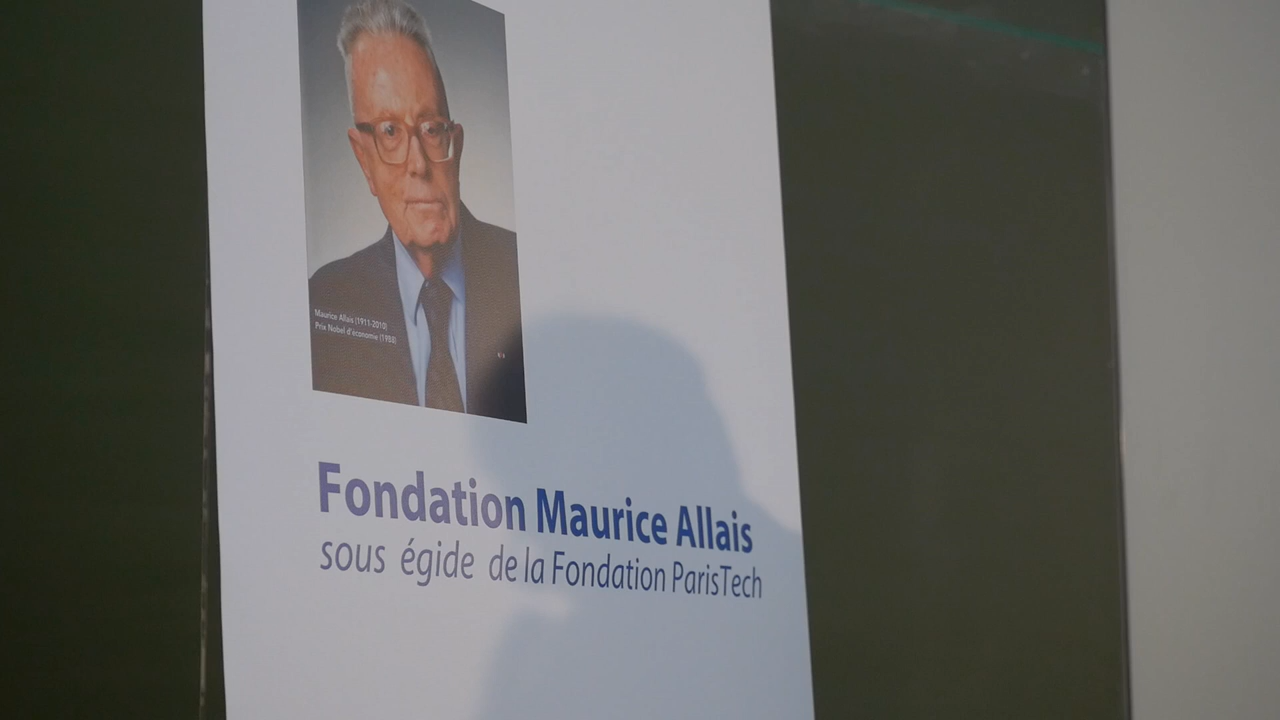 Maurice Allais (1911-2010)
Prix Nobel d'économie (1988)
Fondation Maurice Allais
sous égide de la Fondation ParisTech